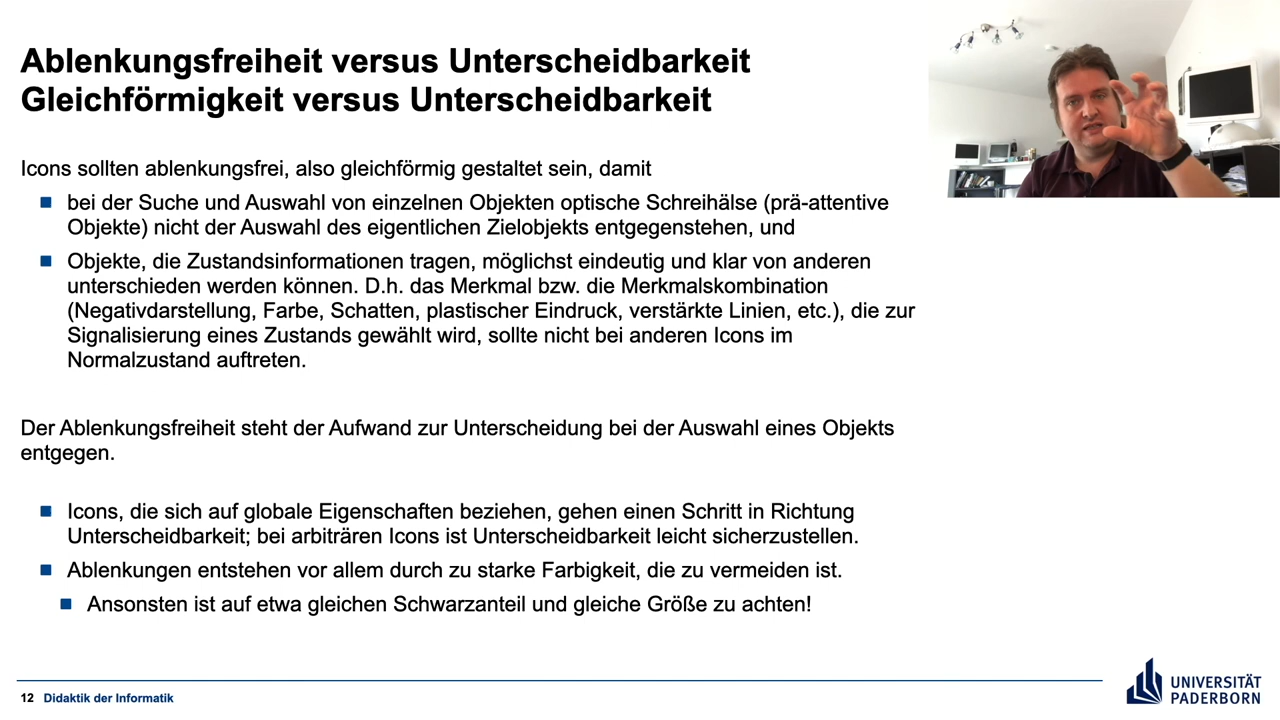 Ablenkungsfreiheit versus Unterscheidbarkeit
Gleichförmigkeit versus Unterscheidbarkeit
Icons sollten ablenkungsfrei, also gleichförmig gestaltet sein, damit
bei der Suche und Auswahl von einzelnen Objekten optische Schreihälse (prä-attentive
Objekte) nicht der Auswahl des eigentlichen Zielobjekts entgegenstehen, und
Objekte, die Zustandsinformationen tragen, möglichst eindeutig und klar von anderen
unterschieden werden können. D.h. das Merkmal bzw. die Merkmalskombination
(Negativdarstellung, Farbe, Schatten, plastischer Eindruck, verstärkte Linien, etc.), die zur
Signalisierung eines Zustands gewählt wird, sollte nicht bei anderen Icons im
Normalzustand auftreten.
Der Ablenkungsfreiheit steht der Aufwand zur Unterscheidung bei der Auswahl eines Objekts
entgegen.
Icons, die sich auf globale Eigenschaften beziehen, gehen einen Schritt in Richtung
Unterscheidbarkeit; bei arbiträren Icons ist Unterscheidbarkeit leicht sicherzustellen.
Ablenkungen entstehen vor allem durch zu starke Farbigkeit, die zu vermeiden ist.
Ansonsten ist auf etwa gleichen Schwarzanteil und gleiche Größe zu achten!
12 Didaktik der Informatik
UNIVERSITÄT
PADERBORN